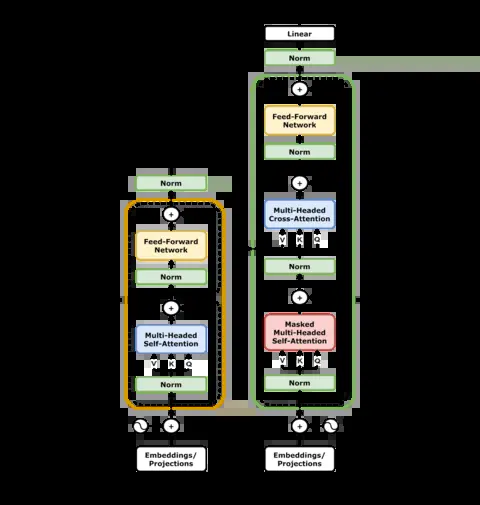 Linear
Norm
+
Feed-Forward
Network
Norm
+
Multi-Headed
Cross-Attention
V K Q
Norm
+
Masked
Multi-Headed
Self-Attention
V K Q
Norm
+
Embeddings/
Projections
Norm
+
Feed-Forward
Network
Norm
+
Multi-Headed
Self-Attention
V K Q
Norm
+
Embeddings/
Projections